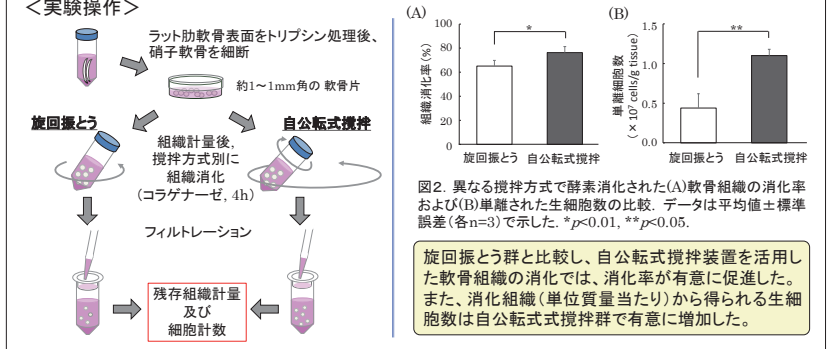 ＜実験操作＞
ラット肋軟骨表面をトリプシン処理後、
硝子軟骨を細断
約1～1mm角の 軟骨片
旋回振とう
自公転式攪拌
組織計量後，
攪拌方式別に
組織消化
（コラゲナーゼ, 4h）
フィルトレーション
残存組織計量
及び
細胞計数
(A)
組織消化率（%）
100
80
60
40
20
0
*
旋回振とう
自公転式攪拌
(B)
単離細胞数
（×10⁷ cells/g tissue）
1.5
1.0
0.5
0.0
**
旋回振とう
自公転式攪拌
図2．異なる攪拌方式で酵素消化された(A)軟骨組織の消化率
および(B)単離された生細胞数の比較．データは平均値±標準
誤差（各n=3）で示した．*p<0.01, **p<0.05.
旋回振とう群と比較し、自公転式攪拌装置を活用し
た軟骨組織の消化では、消化率が有意に促進した。
また、消化組織（単位質量当たり）から得られる生細
胞数は自公転式式攪拌群で有意に増加した。